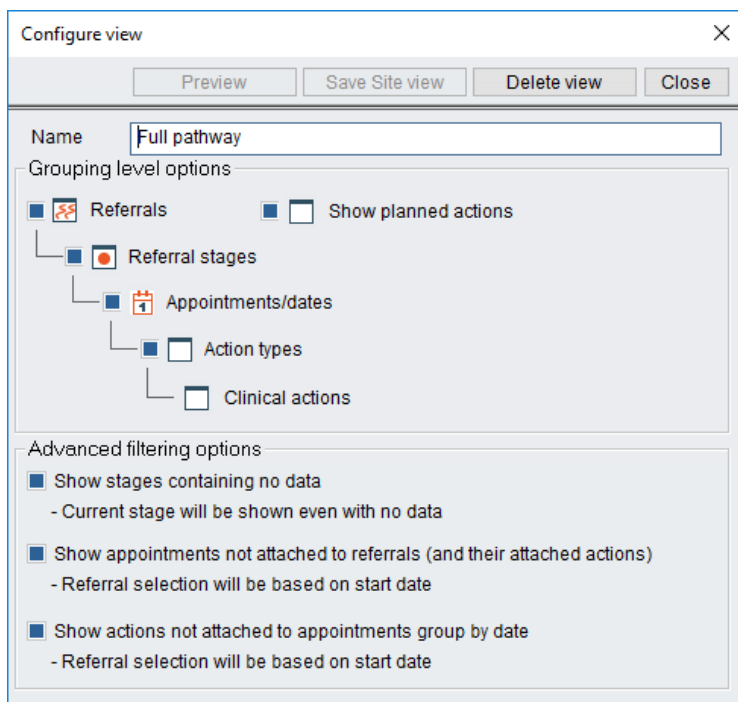 Configure view
Preview Save Site view Delete view Close
Name Full pathway
Grouping level options
Referrals Show planned actions
Referral stages
1 Appointments/dates
Action types
Clinical actions
Advanced filtering options
Show stages containing no data
- Current stage will be shown even with no data
Show appointments not attached to referrals (and their attached actions)
- Referral selection will be based on start date
Show actions not attached to appointments group by date
- Referral selection will be based on start date